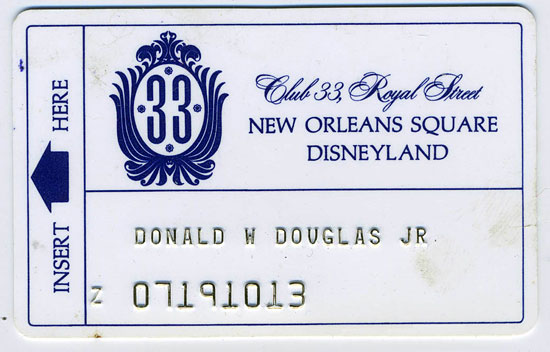 INSERT HERE
33
Club 33, Royal Street
NEW ORLEANS SQUARE
DISNEYLAND
DONALD W DOUGLAS JR
Z 07191013